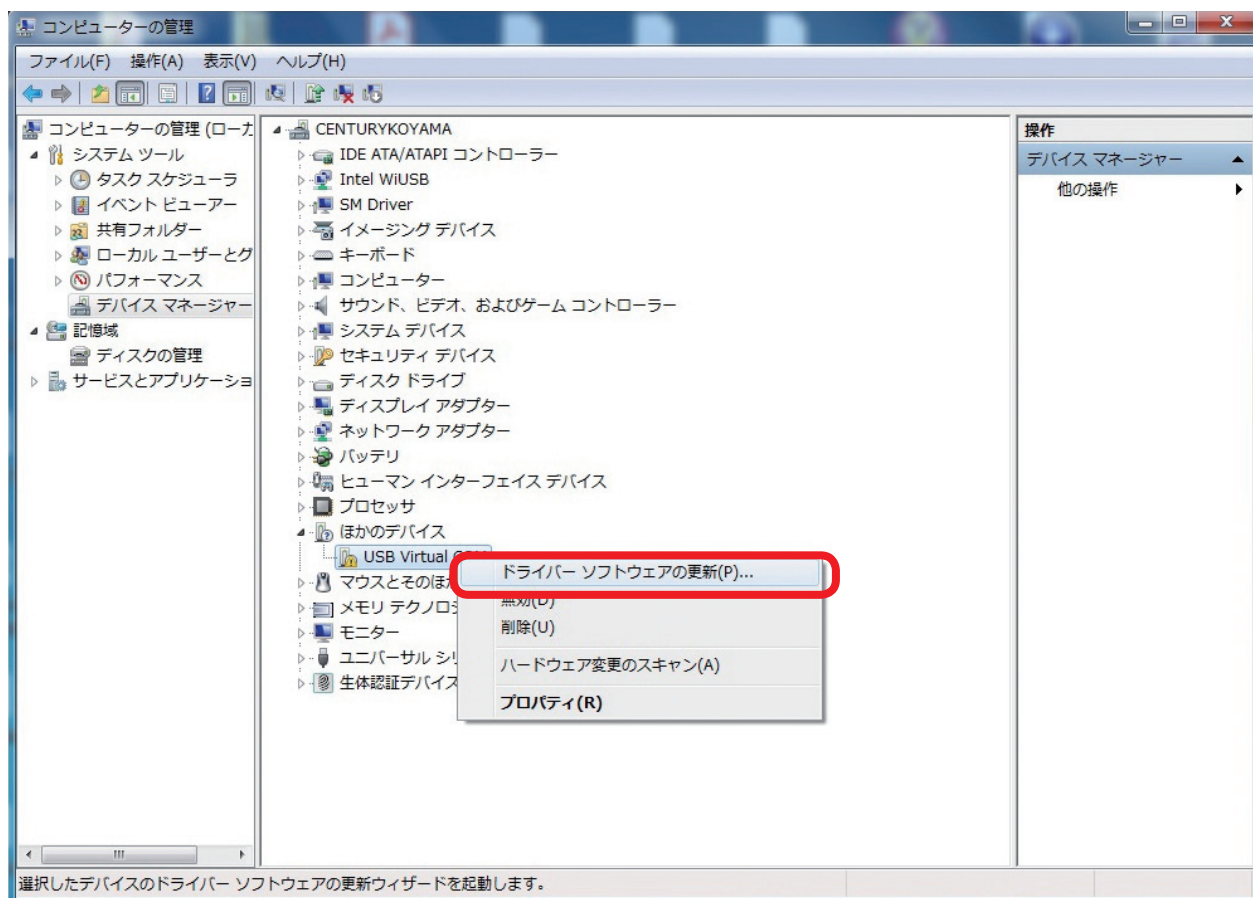 コンピューターの管理
ファイル(F) 操作(A) 表示(V) ヘルプ(H)
コンピューターの管理 (ローカ
システム ツール
タスク スケジューラ
イベント ビューアー
共有フォルダー
ローカル ユーザーとグ
パフォーマンス
デバイス マネージャー
記憶域
ディスクの管理
サービスとアプリケーショ
CENTURYKOYAMA
IDE ATA/ATAPI コントローラー
Intel WiUSB
SM Driver
イメージング デバイス
キーボード
コンピューター
サウンド、ビデオ、およびゲーム コントローラー
システム デバイス
セキュリティ デバイス
ディスク ドライブ
ディスプレイ アダプター
ネットワーク アダプター
バッテリ
ヒューマン インターフェイス デバイス
プロセッサ
ほかのデバイス
USB Virtual
マウスとそのほか
メモリ テクノロジ
モニター
ユニバーサル シリ
生体認証デバイス
ドライバー ソフトウェアの更新(P)...
無効(D)
削除(U)
ハードウェア変更のスキャン(A)
プロパティ(R)
操作
デバイス マネージャー
他の操作
選択したデバイスのドライバー ソフトウェアの更新ウィザードを起動します。